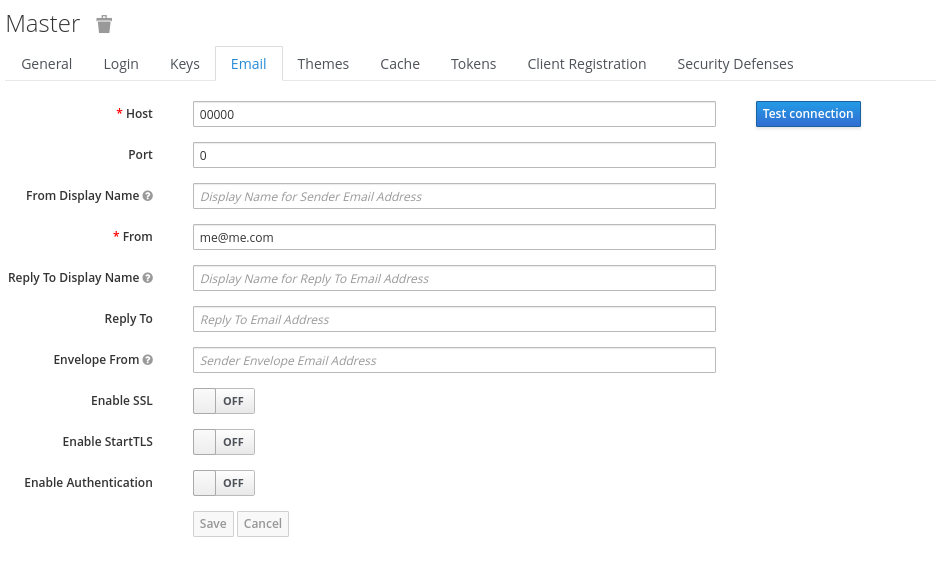 Master
General Login Keys Email Themes Cache Tokens Client Registration Security Defenses
* Host 00000 Test connection
Port 0
From Display Name Display Name for Sender Email Address
* From me@me.com
Reply To Display Name Display Name for Reply To Email Address
Reply To Reply To Email Address
Envelope From Sender Envelope Email Address
Enable SSL OFF
Enable StartTLS OFF
Enable Authentication OFF
Save Cancel